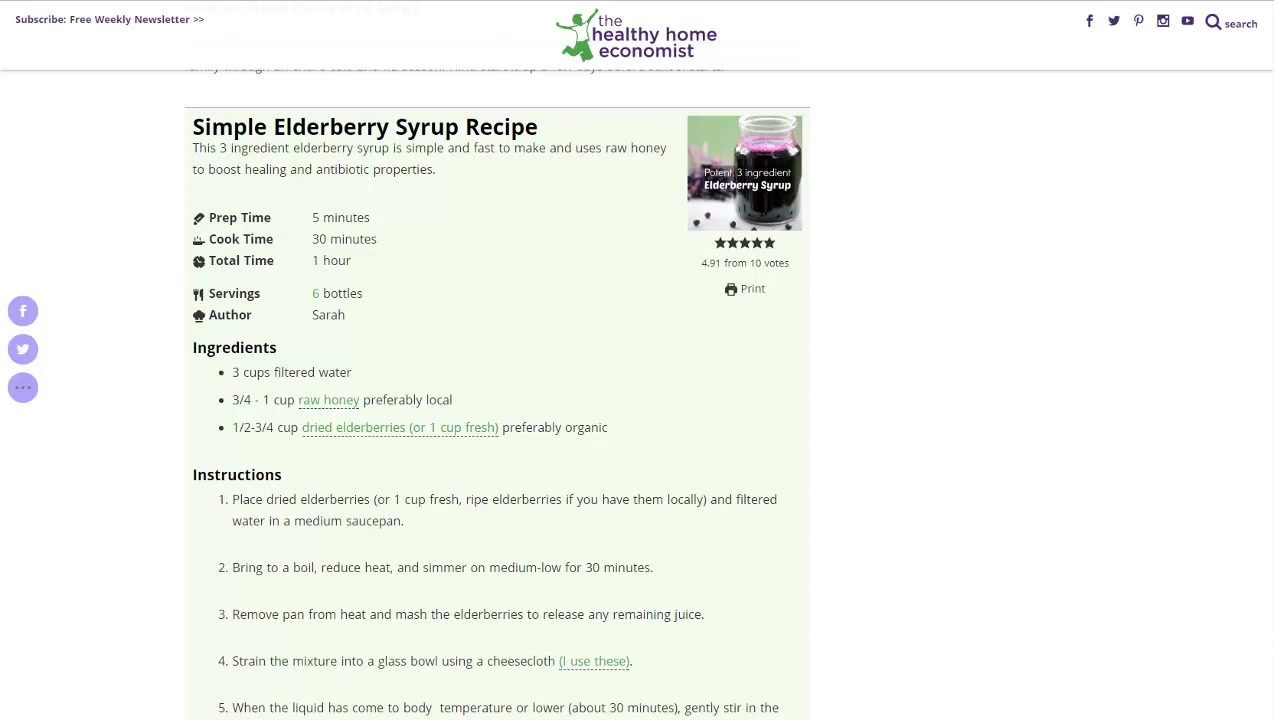 Subscribe: Free Weekly Newsletter >>
the
healthy home
economist
search
Simple Elderberry Syrup Recipe
This 3 ingredient elderberry syrup is simple and fast to make and uses raw honey
to boost healing and antibiotic properties.
Potent, 3 ingredient
Elderberry Syrup
Prep Time 5 minutes
Cook Time 30 minutes
Total Time 1 hour
4.91 from 10 votes
Print
Servings 6 bottles
Author Sarah
Ingredients
• 3 cups filtered water
• 3/4 - 1 cup raw honey preferably local
• 1/2-3/4 cup dried elderberries (or 1 cup fresh) preferably organic
Instructions
1. Place dried elderberries (or 1 cup fresh, ripe elderberries if you have them locally) and filtered
water in a medium saucepan.
2. Bring to a boil, reduce heat, and simmer on medium-low for 30 minutes.
3. Remove pan from heat and mash the elderberries to release any remaining juice.
4. Strain the mixture into a glass bowl using a cheesecloth (I use these).
5. When the liquid has come to body temperature or lower (about 30 minutes), gently stir in the